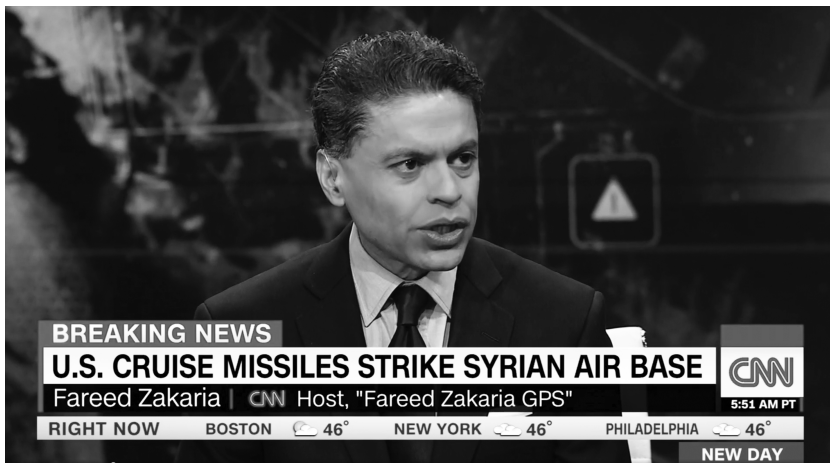 BREAKING NEWS
U.S. CRUISE MISSILES STRIKE SYRIAN AIR BASE
CNN
Fareed Zakaria | CNN Host, "Fareed Zakaria GPS"
5:51 AM PT
RIGHT NOW BOSTON 46° NEW YORK 46° PHILADELPHIA 46°
NEW DAY